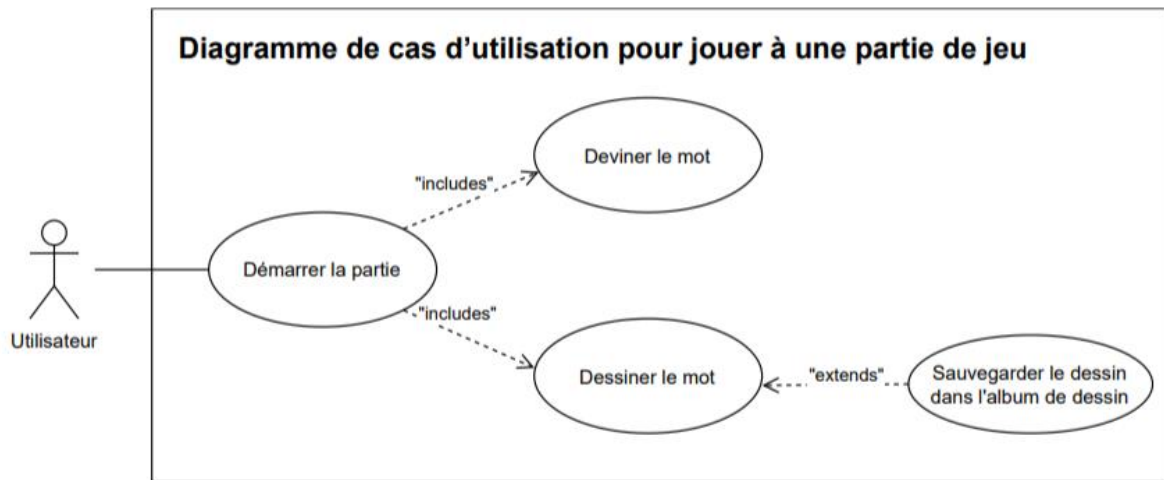 Diagramme de cas d’utilisation pour jouer à une partie de jeu
Deviner le mot
"includes"
Démarrer la partie
Utilisateur
"includes"
Dessiner le mot
"extends"
Sauvegarder le dessin
dans l'album de dessin